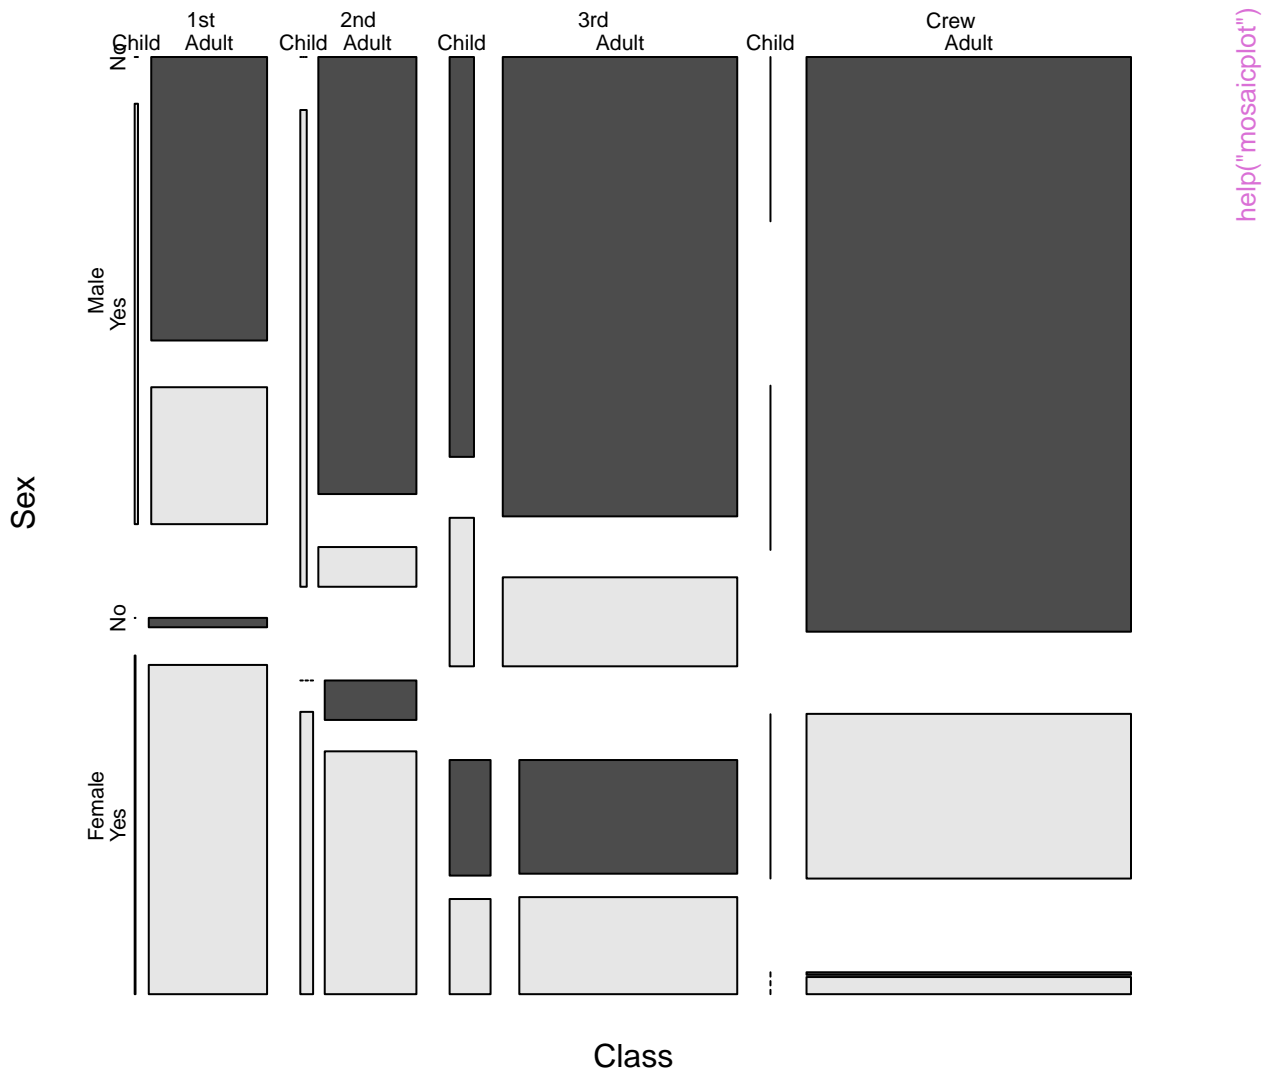 1st 2nd 3rd Crew
Child Adult Child Adult Child Adult Child Adult
No
Male
Yes
Sex
No
Female
Yes
Class
help("mosaicplot")